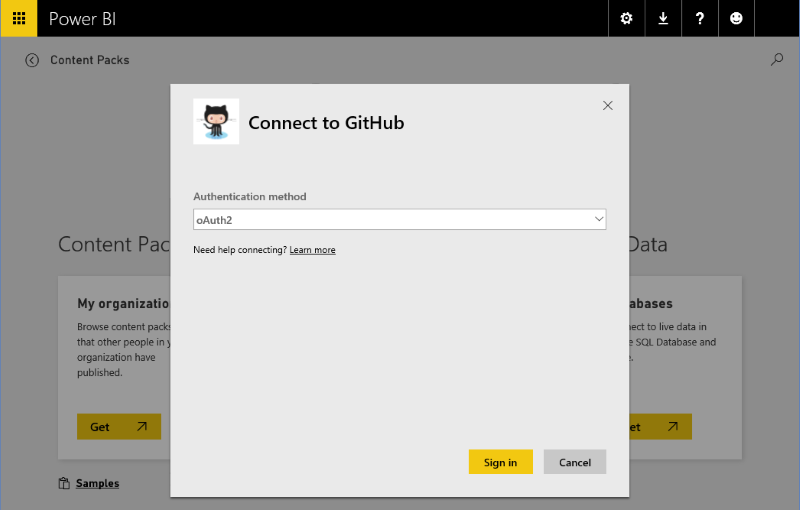 Power BI
?
Content Packs
Connect to GitHub
Authentication method
oAuth2
Need help connecting? Learn more
Content Pac
Data
My organizatio
Browse content packs
that other people in y
organization have
published.
Get
abases
nect to live data in
e SQL Database and
e.
et
Sign in
Cancel
Samples